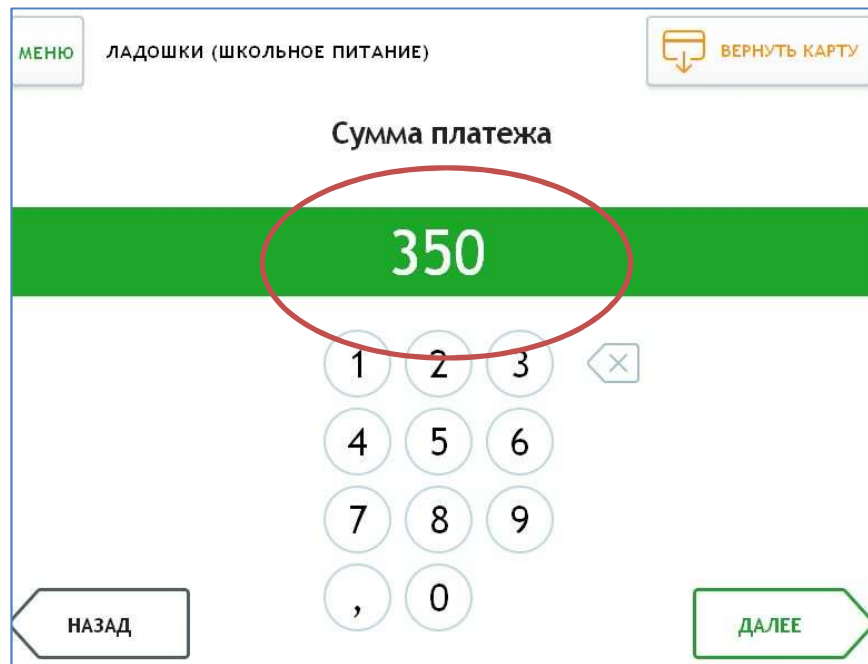 МЕНЮ
ЛАДОШКИ (ШКОЛЬНОЕ ПИТАНИЕ)
ВЕРНУТЬ КАРТУ
Сумма платежа
350
1 2 3
4 5 6
7 8 9
, 0
НАЗАД
ДАЛЕЕ